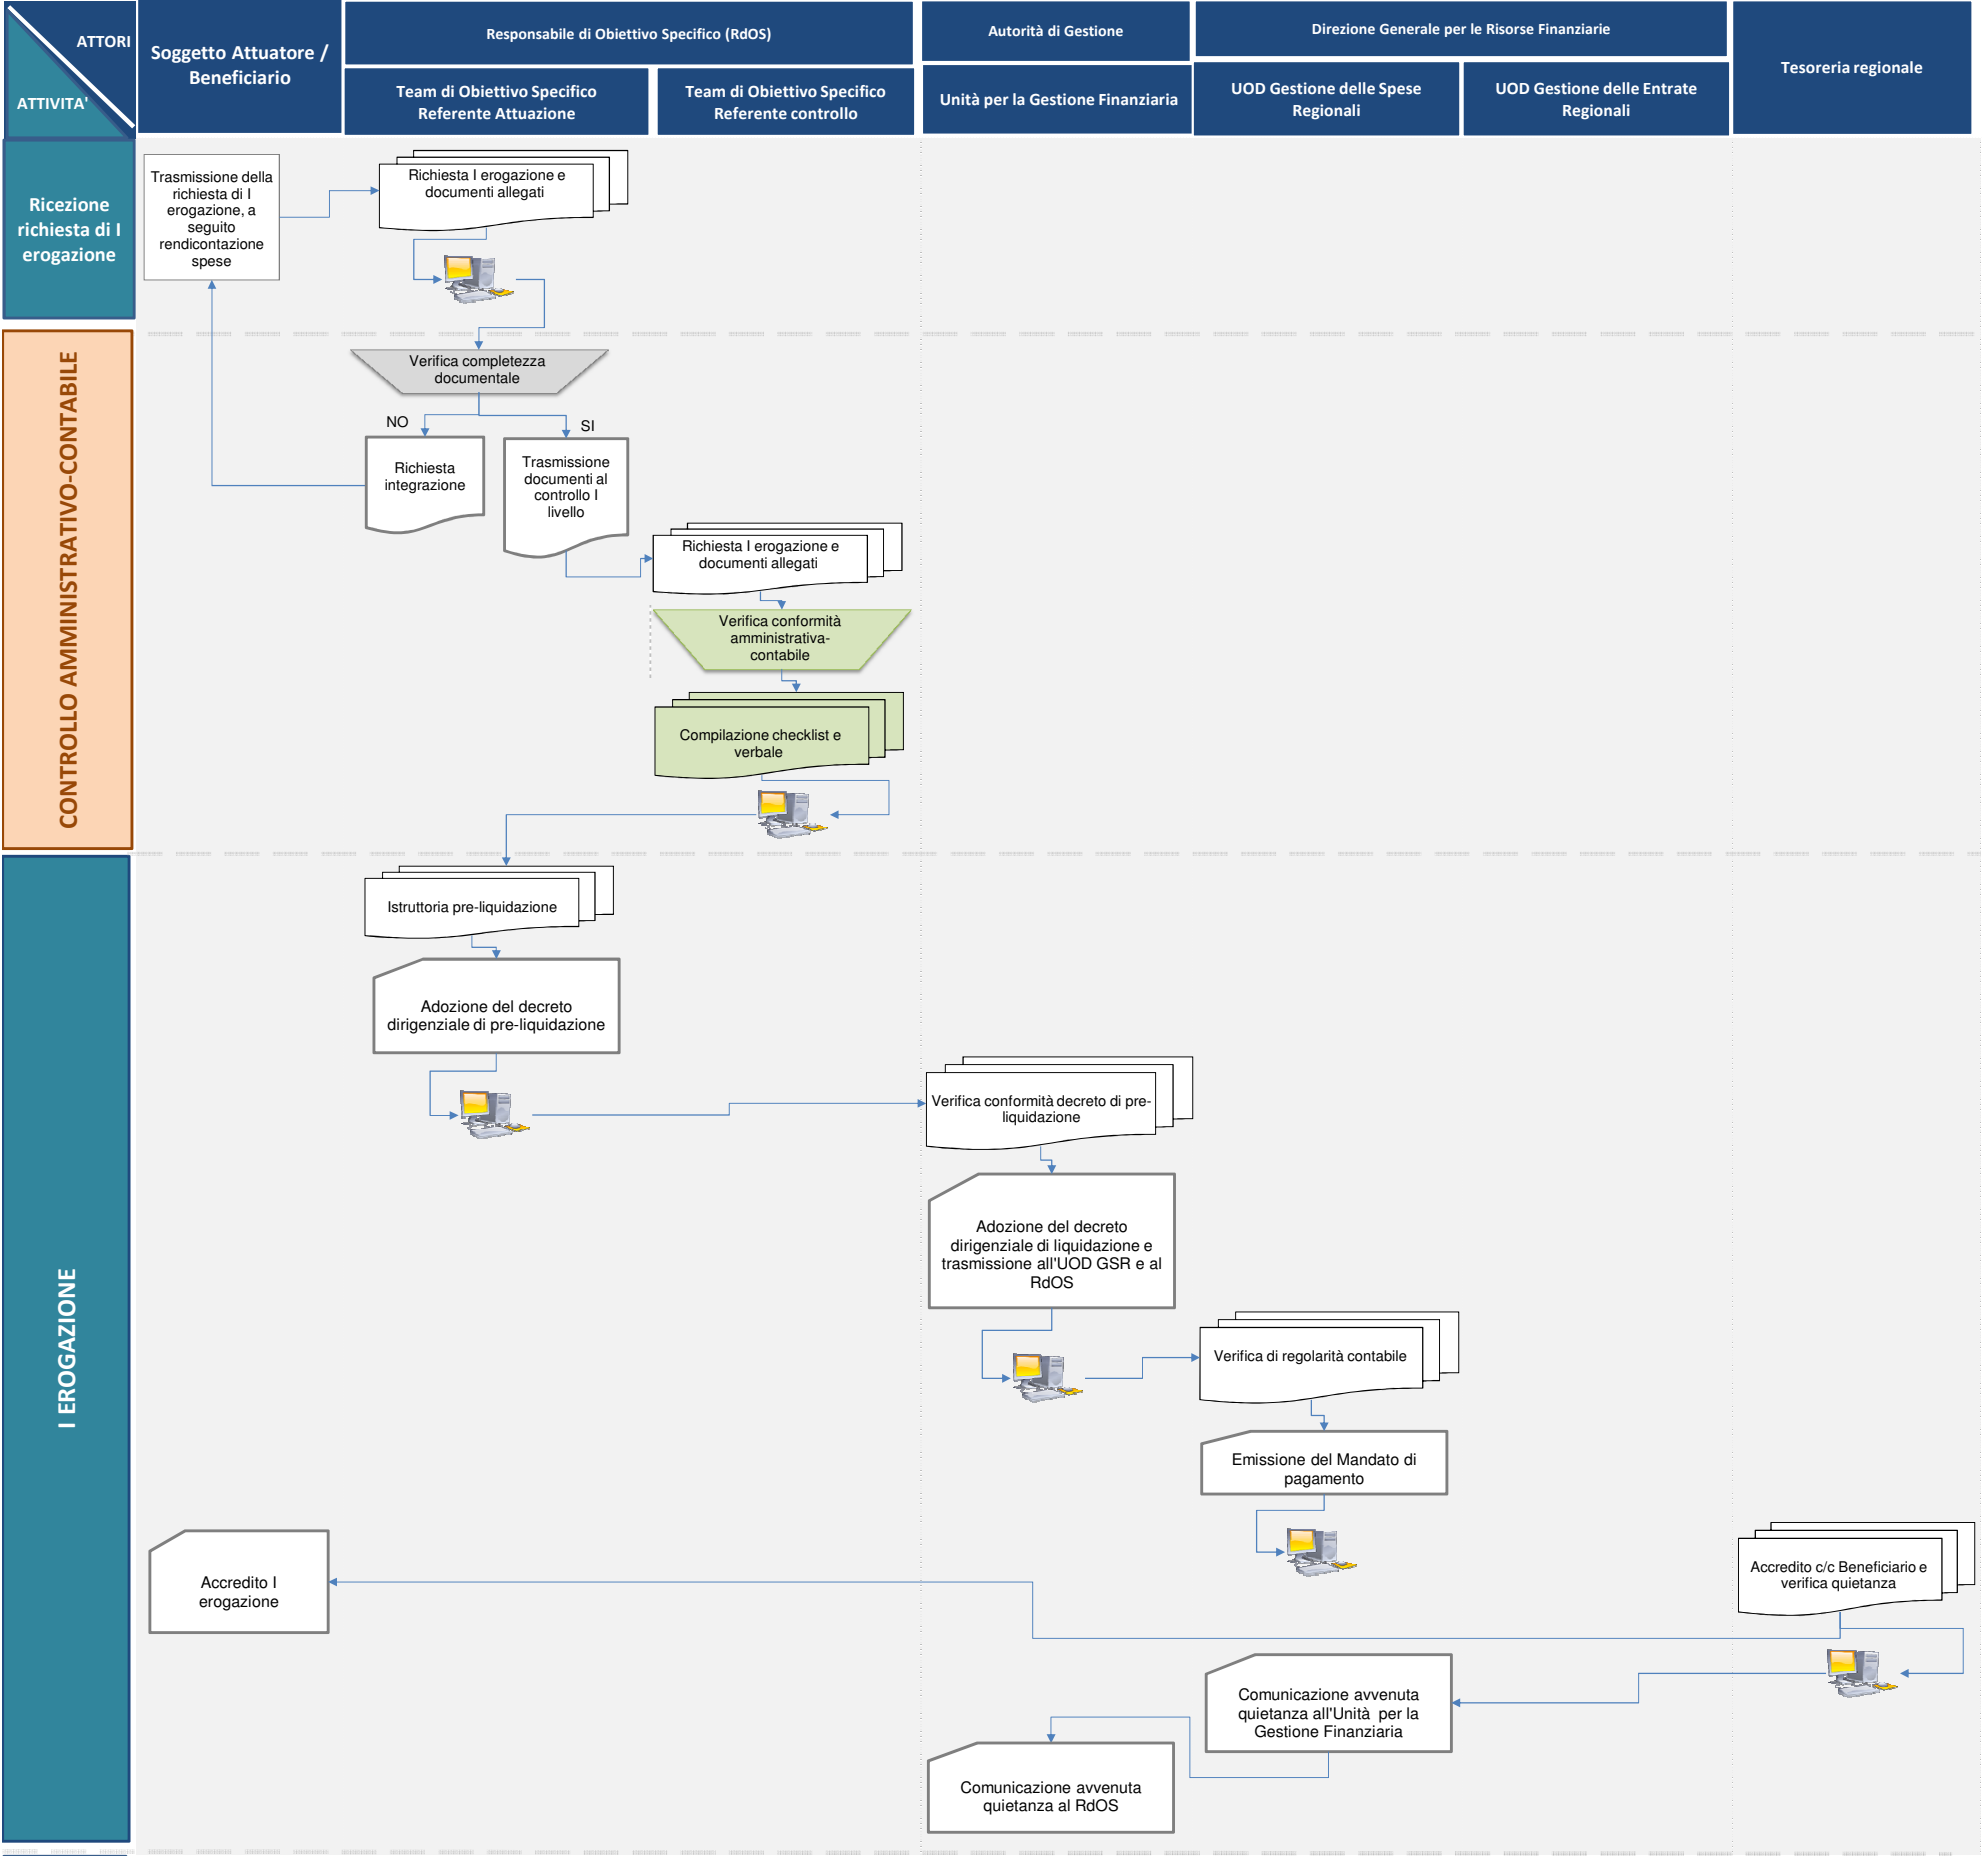 ATTORI
ATTIVITA'
Soggetto Attuatore /
Beneficiario
Responsabile di Obiettivo Specifico (RdOS)
Team di Obiettivo Specifico
Referente Attuazione
Team di Obiettivo Specifico
Referente controllo
Autorità di Gestione
Unità per la Gestione Finanziaria
Direzione Generale per le Risorse Finanziarie
UOD Gestione delle Spese
Regionali
UOD Gestione delle Entrate
Regionali
Tesoreria regionale
Ricezione
richiesta di I
erogazione
Trasmissione della
richiesta di I
erogazione, a
seguito
rendicontazione
spese
Richiesta I erogazione e
documenti allegati
CONTROLLO AMMINISTRATIVO-CONTABILE
Verifica completezza
documentale
NO
SI
Richiesta
integrazione
Trasmissione
documenti al
controllo I
livello
Richiesta I erogazione e
documenti allegati
Verifica conformità
amministrativa-
contabile
Compilazione checklist e
verbale
I EROGAZIONE
Istruttoria pre-liquidazione
Adozione del decreto
dirigenziale di pre-liquidazione
Verifica conformità decreto di pre-
liquidazione
Adozione del decreto
dirigenziale di liquidazione e
trasmissione all'UOD GSR e al
RdOS
Verifica di regolarità contabile
Emissione del Mandato di
pagamento
Accredito I
erogazione
Accredito c/c Beneficiario e
verifica quietanza
Comunicazione avvenuta
quietanza all'Unità  per la
Gestione Finanziaria
Comunicazione avvenuta
quietanza al RdOS